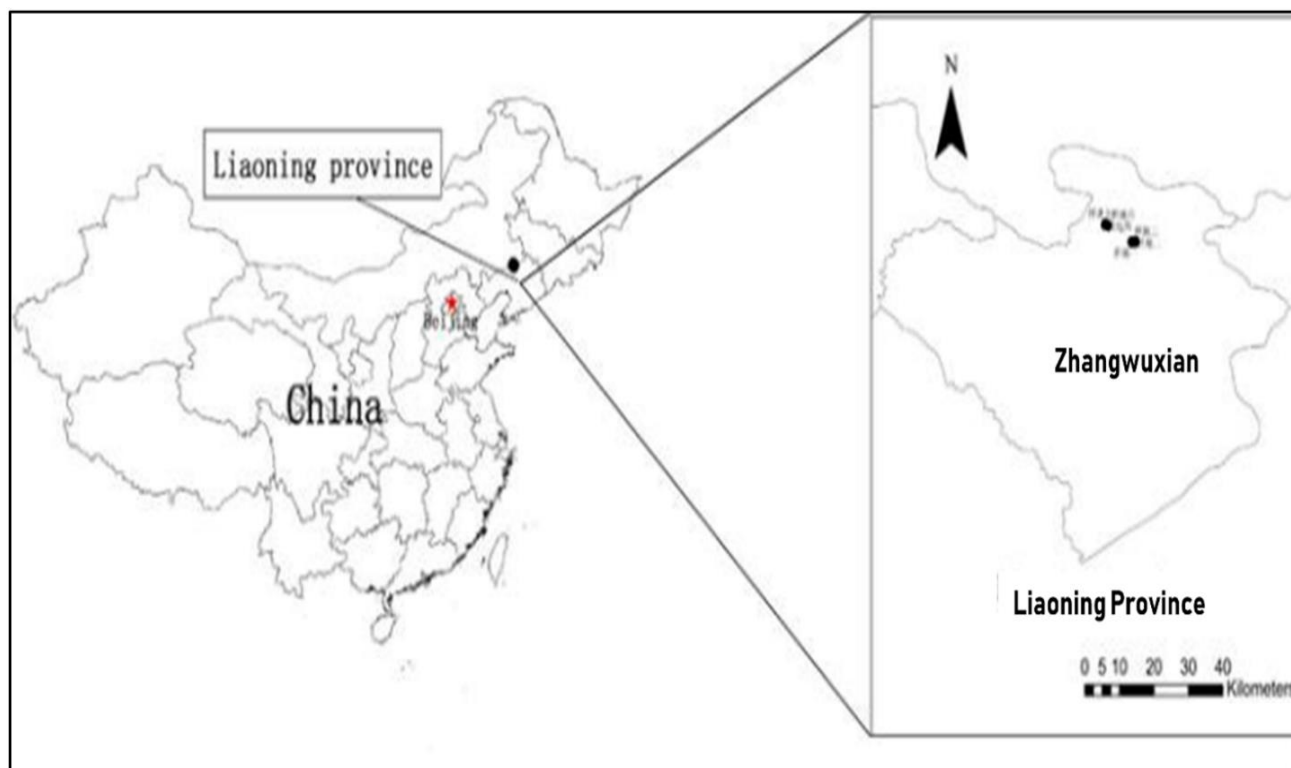 Liaoning province
Beijing
China
N
Zhangwuxian
Liaoning Province
0 5 10 20 30 40
Kilometers